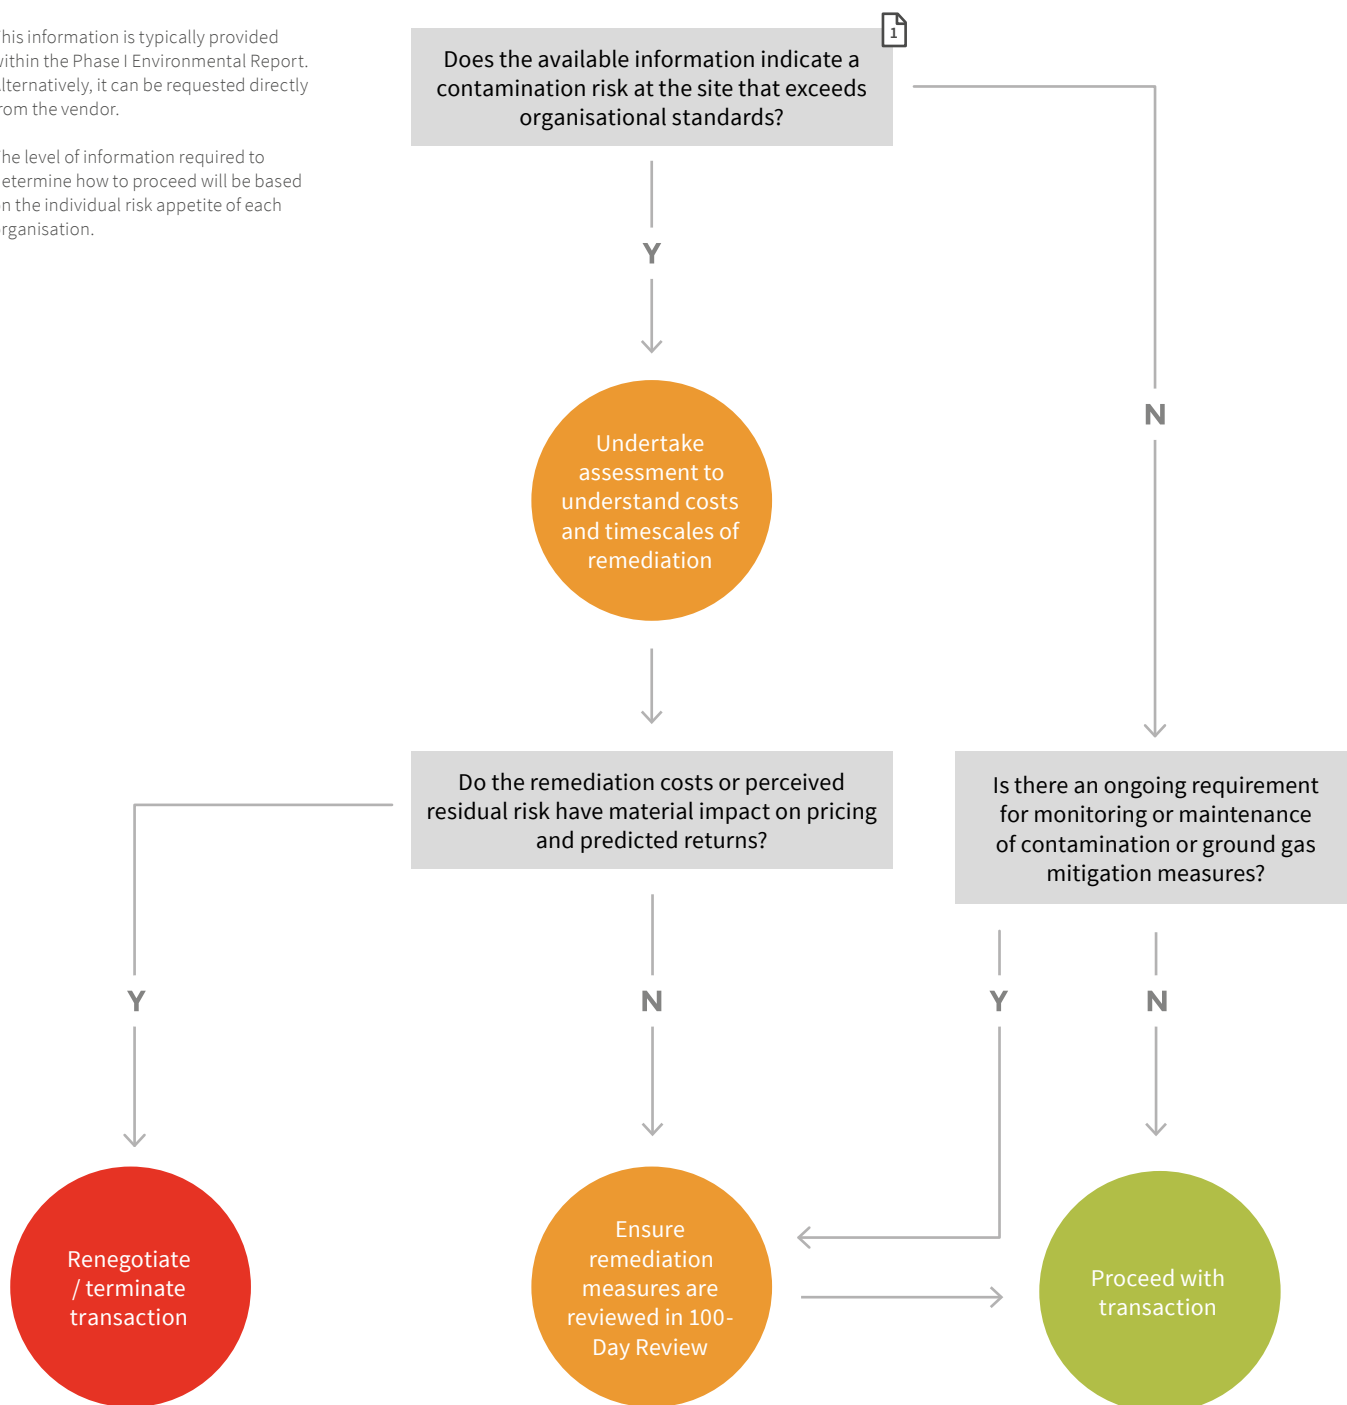 his information is typically provided
within the Phase I Environmental Report.
lternatively, it can be requested directly
rom the vendor.
he level of information required to
etermine how to proceed will be based
n the individual risk appetite of each
rganisation.
1
Does the available information indicate a
contamination risk at the site that exceeds
organisational standards?
Y
N
Undertake
assessment to
understand costs
and timescales of
remediation
Do the remediation costs or perceived
residual risk have material impact on pricing
and predicted returns?
Is there an ongoing requirement
for monitoring or maintenance
of contamination or ground gas
mitigation measures?
Y
N
Y
N
Renegotiate
/ terminate
transaction
Ensure
remediation
measures are
reviewed in 100-
Day Review
Proceed with
transaction